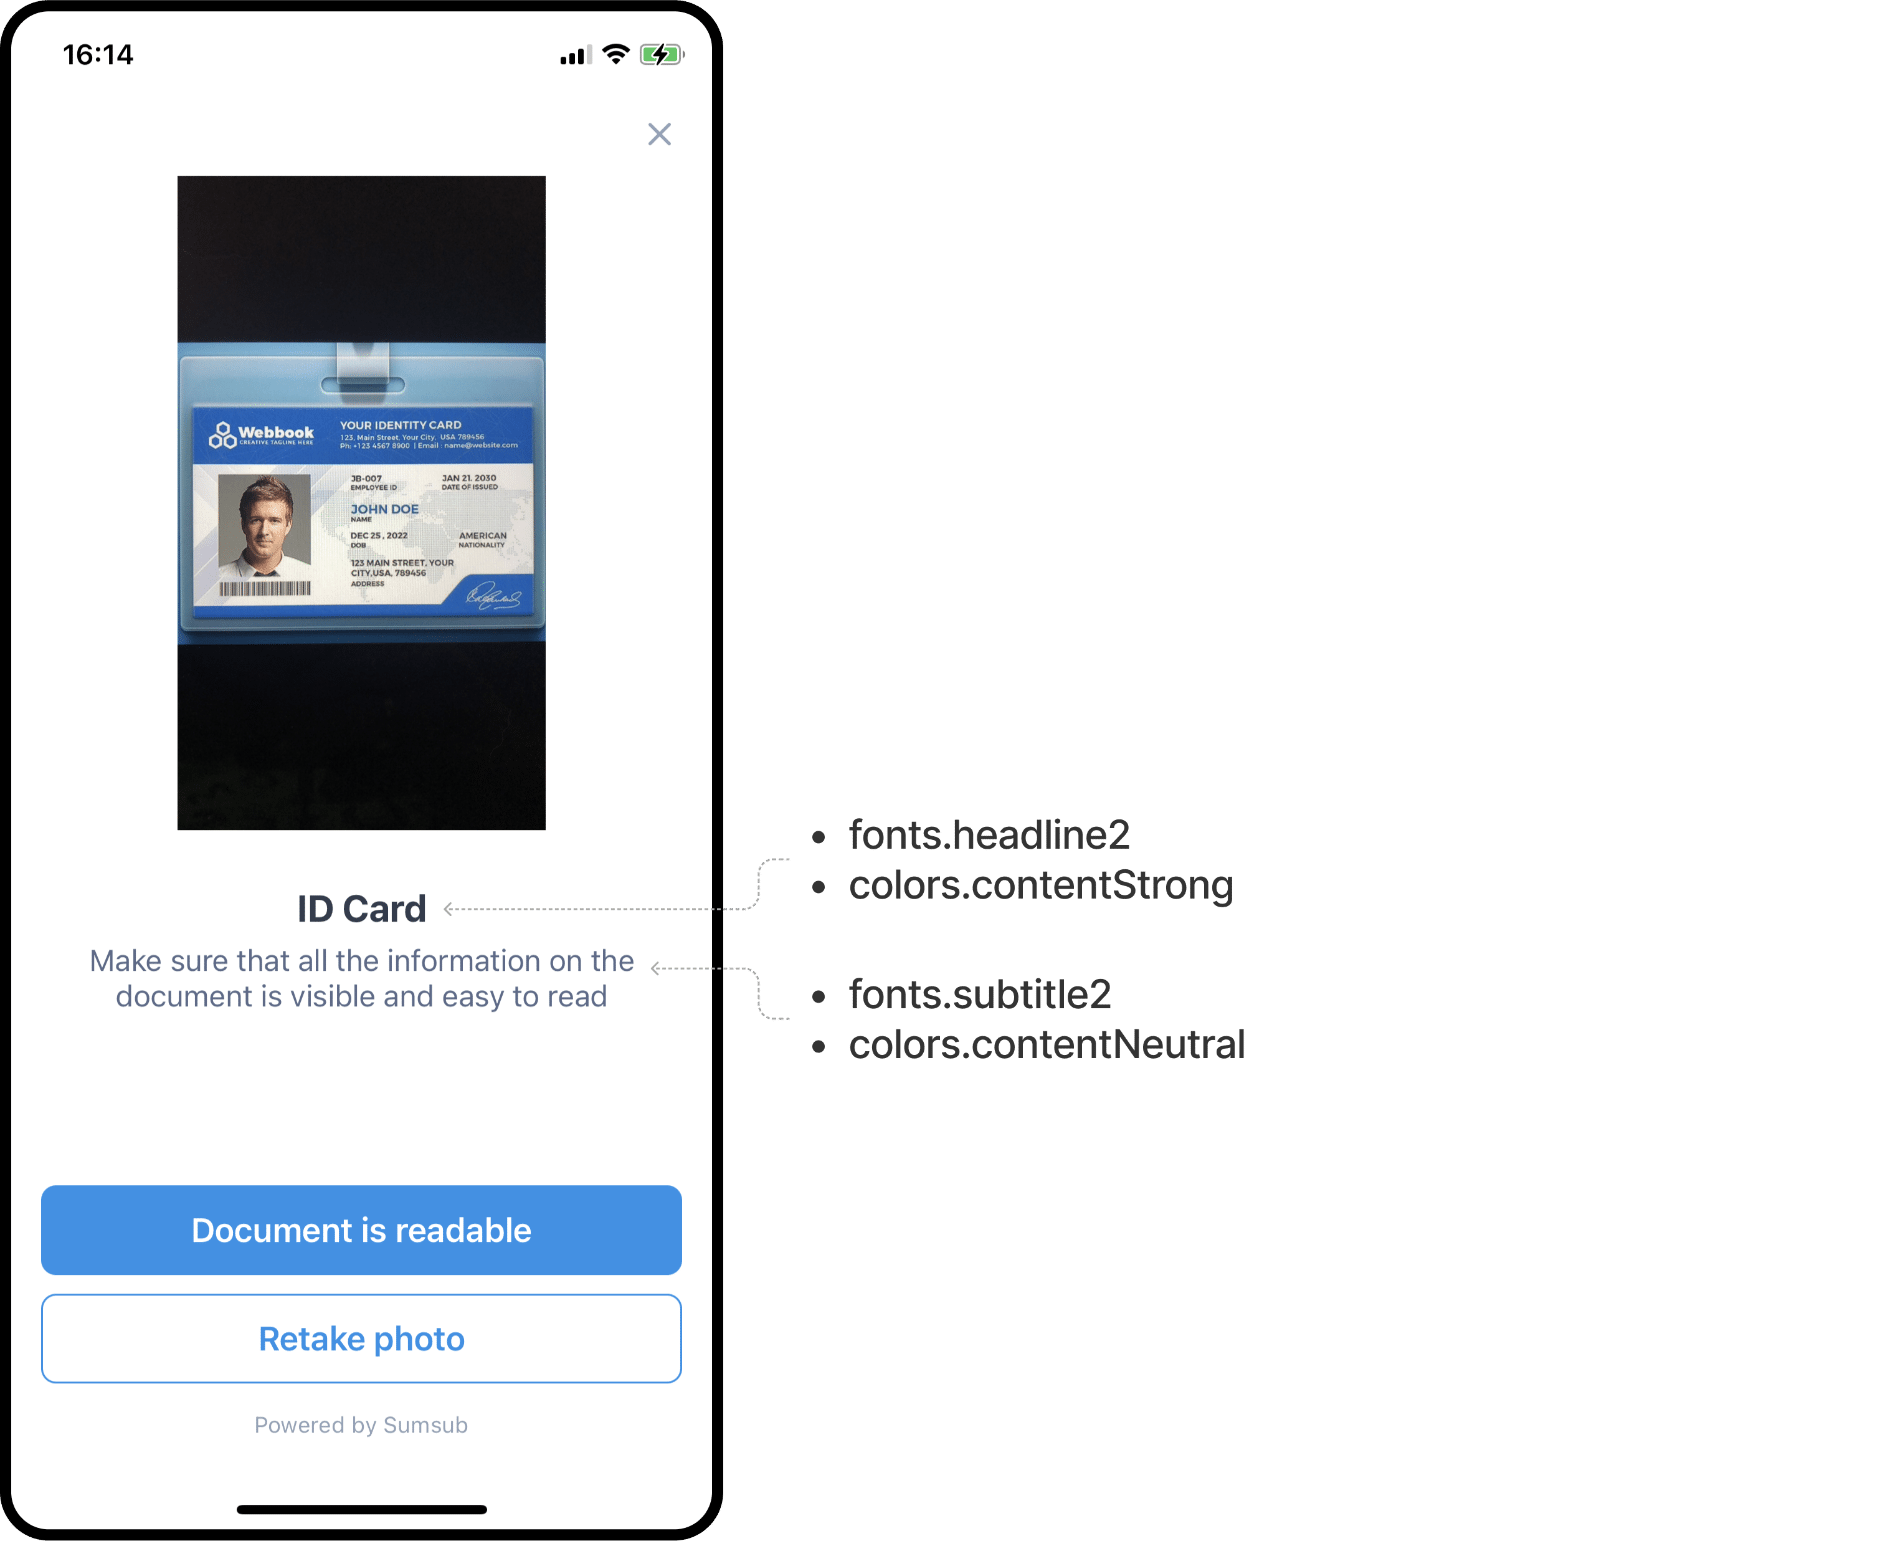 16:14
Webbook
CREATIVE TAGLINE HERE
YOUR IDENTITY CARD
123, Main Street, Your City, USA 789456
Ph: +123 4567 8900 | Email : name@website.com
JB-007
EMPLOYEE ID
JAN 21. 2030
DATE OF ISSUED
JOHN DOE
NAME
DEC 25, 2022
DOB
AMERICAN
NATIONALITY
123 MAIN STREET, YOUR
CITY,USA, 789456
ADDRESS
ID Card
Make sure that all the information on the
document is visible and easy to read
Document is readable
Retake photo
Powered by Sumsub
• fonts.headline2
• colors.contentStrong
• fonts.subtitle2
• colors.contentNeutral